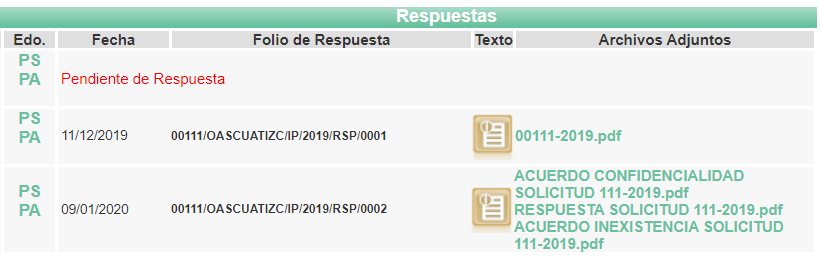 Respuestas
Edo. Fecha Folio de Respuesta Texto Archivos Adjuntos
PS
PA Pendiente de Respuesta
PS
PA 11/12/2019 00111/OASCUATIZC/IP/2019/RSP/0001 00111-2019.pdf
PS
PA 09/01/2020 00111/OASCUATIZC/IP/2019/RSP/0002
ACUERDO CONFIDENCIALIDAD
SOLICITUD 111-2019.pdf
RESPUESTA SOLICITUD 111-2019.pdf
ACUERDO INEXISTENCIA SOLICITUD
111-2019.pdf